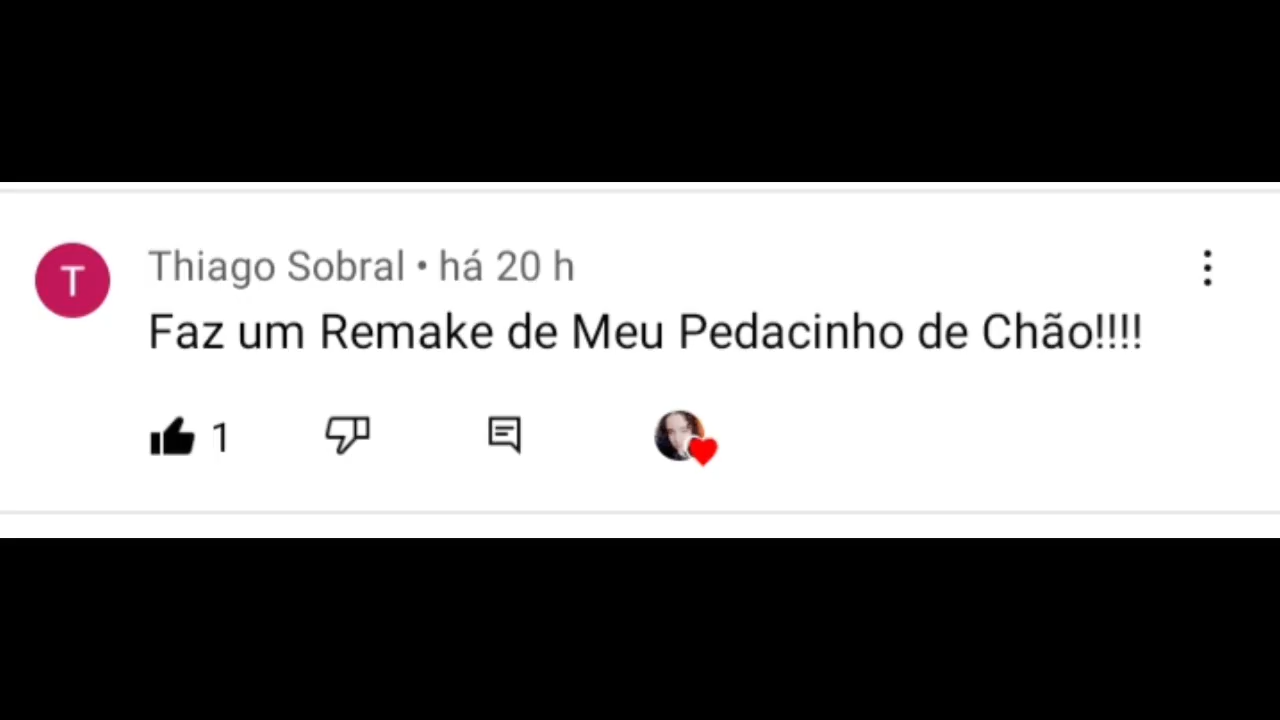 T
Thiago Sobral • há 20 h
Faz um Remake de Meu Pedacinho de Chão!!!!
1